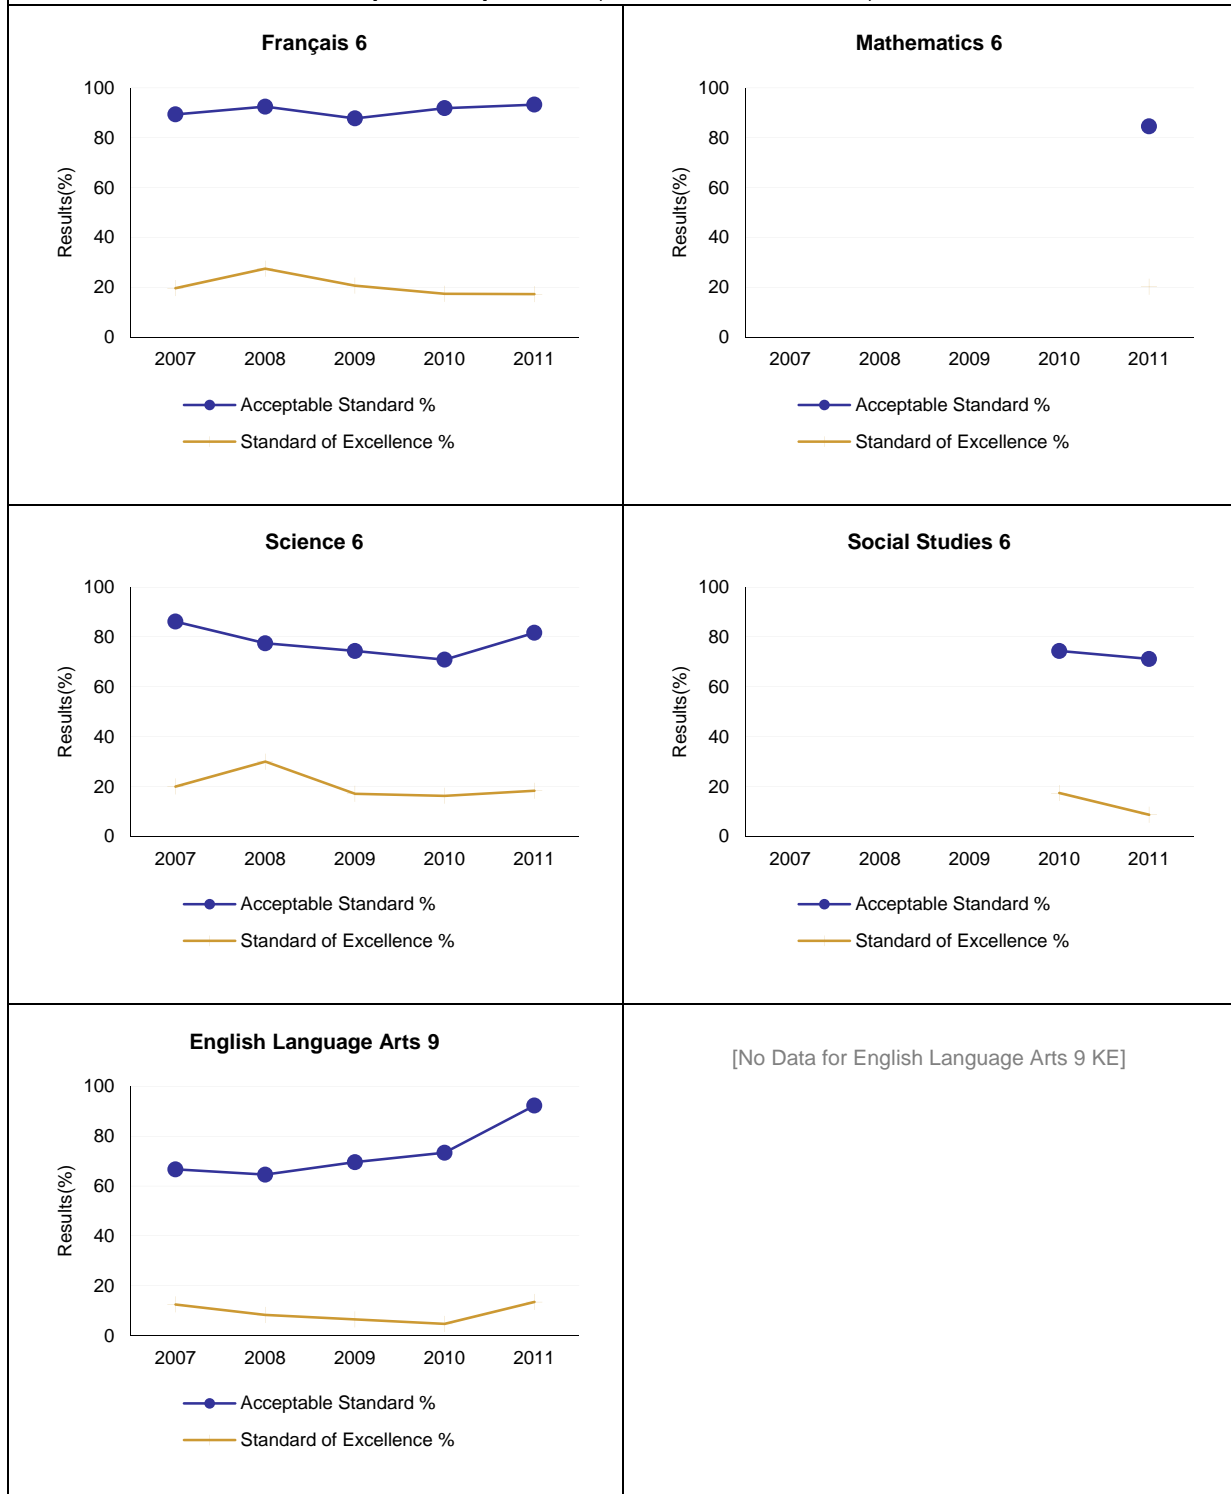 Français 6
100
80
60
40
20
0
Results(%)
2007 2008 2009 2010 2011
Acceptable Standard %
Standard of Excellence %
Mathematics 6
100
80
60
40
20
0
Results(%)
2007 2008 2009 2010 2011
Acceptable Standard %
Standard of Excellence %
Science 6
100
80
60
40
20
0
Results(%)
2007 2008 2009 2010 2011
Acceptable Standard %
Standard of Excellence %
Social Studies 6
100
80
60
40
20
0
Results(%)
2007 2008 2009 2010 2011
Acceptable Standard %
Standard of Excellence %
English Language Arts 9
100
80
60
40
20
0
Results(%)
2007 2008 2009 2010 2011
Acceptable Standard %
Standard of Excellence %
[No Data for English Language Arts 9 KE]